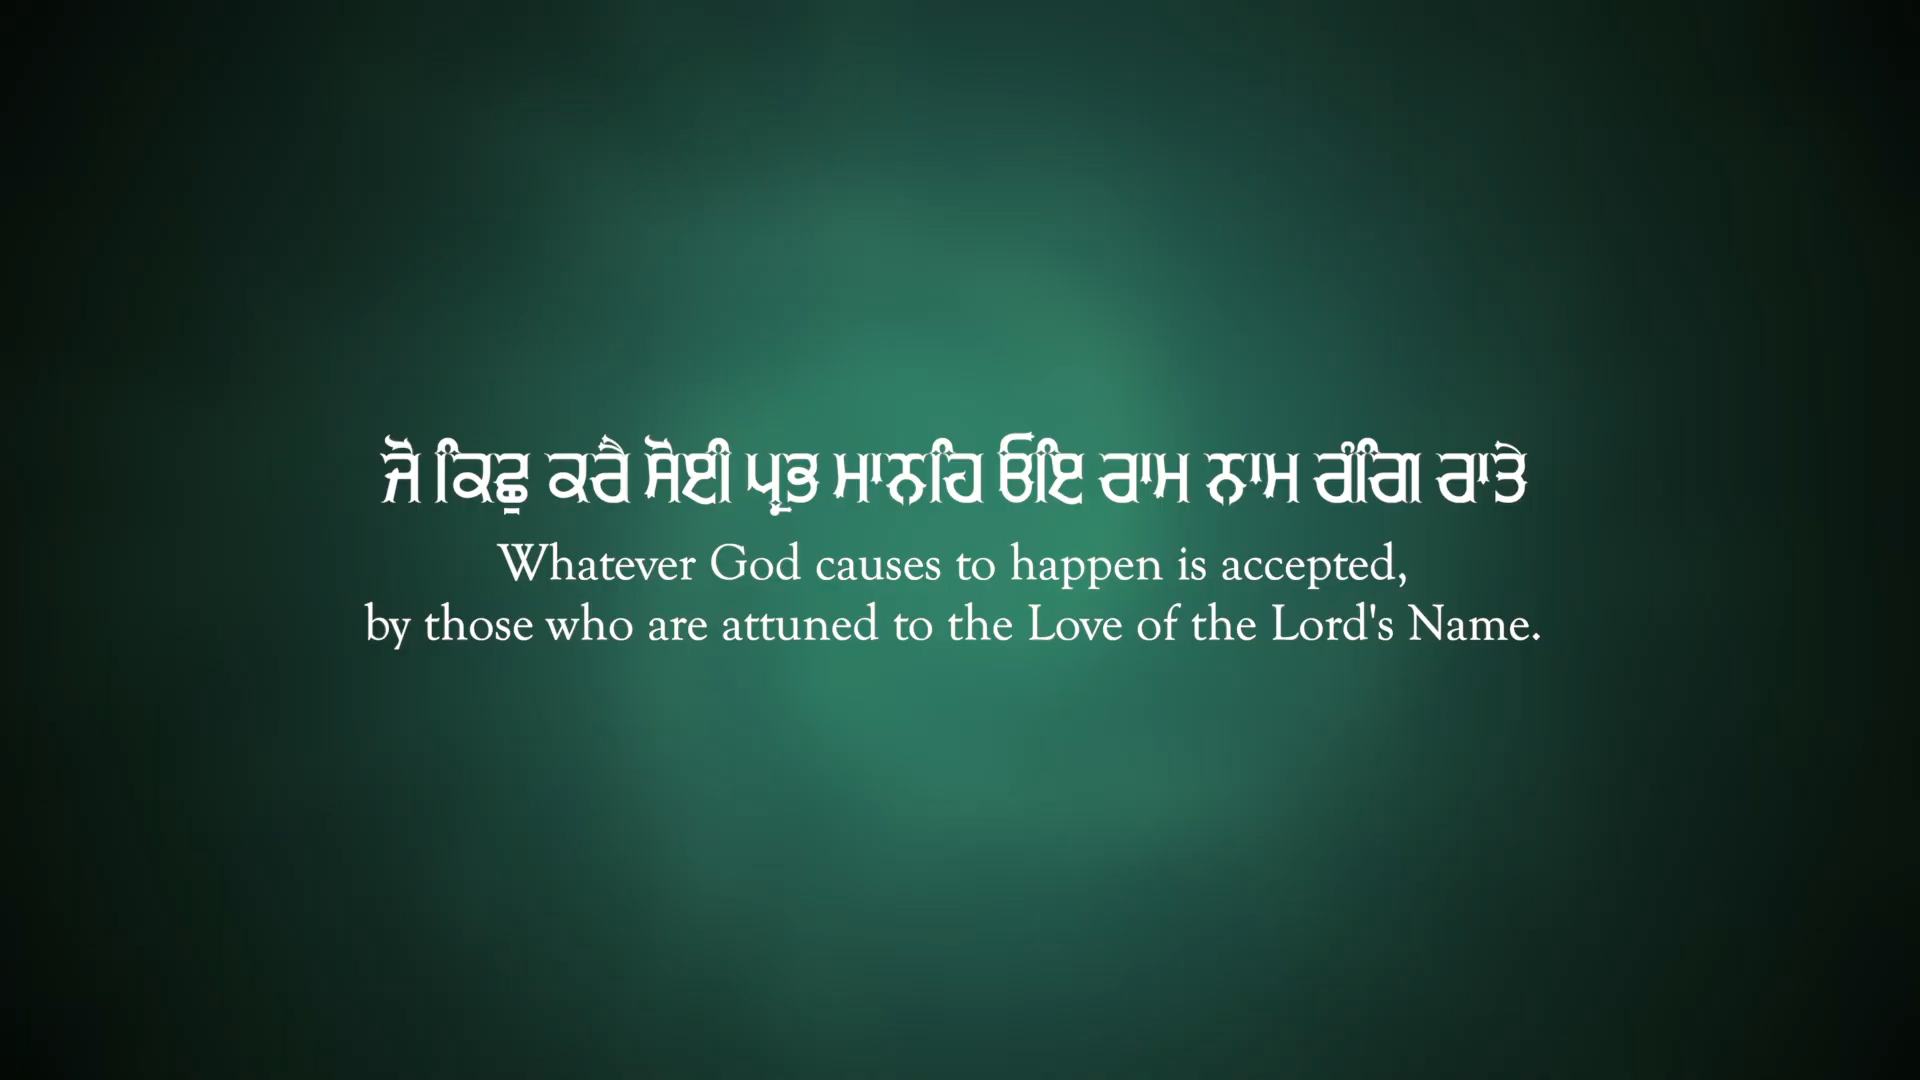 ਜੋ ਕਿਛੁ ਕਰੈ ਸੋਈ ਪ੍ਰਭ ਮਾਨਹਿ ਓਇ ਰਾਮ ਨਾਮ ਰੰਗਿ ਰਾਤੇ
Whatever God causes to happen is accepted,
by those who are attuned to the Love of the Lord's Name.